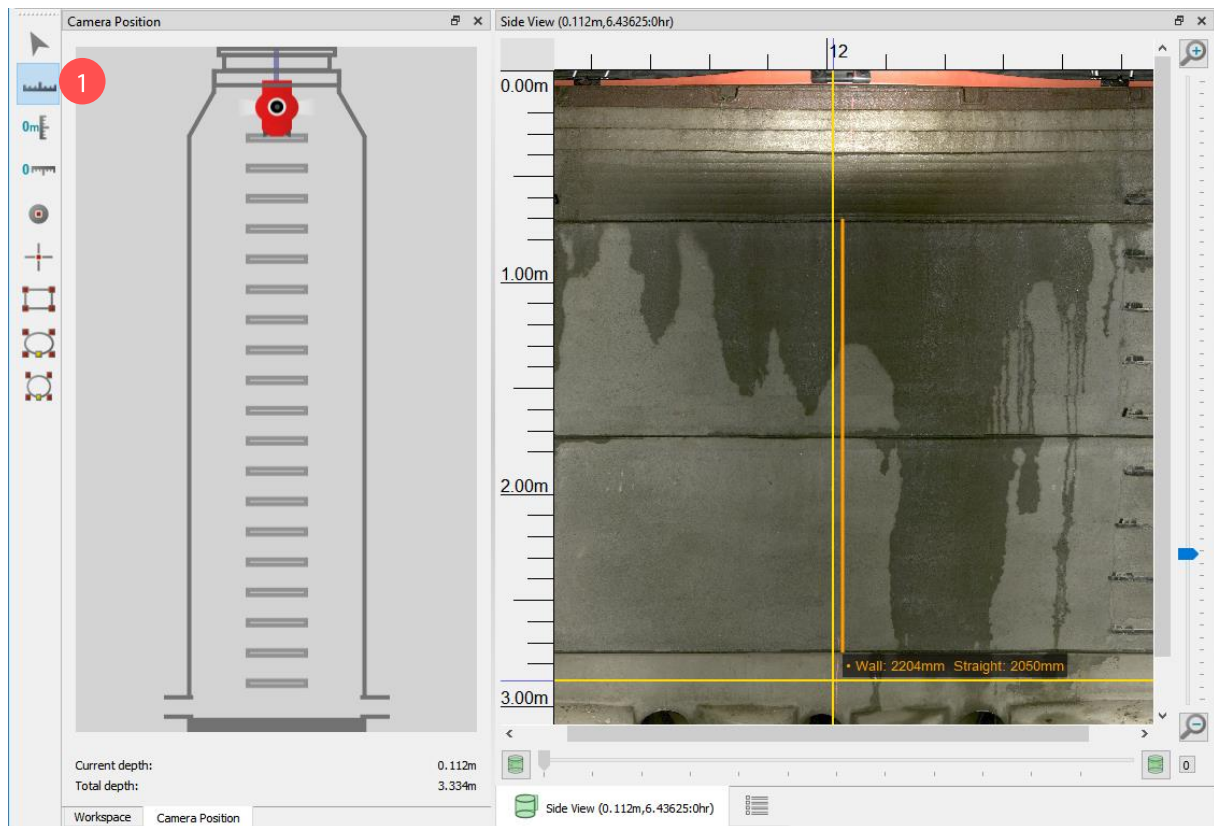 Camera Position
1
0m
0
Current depth: 0.112m
Total depth: 3.334m
Workspace Camera Position
Side View (0.112m,6.43625:0hr)
12
0.00m
1.00m
2.00m
• Wall: 2204mm Straight: 2050mm
3.00m
0
Side View (0.112m,6.43625:0hr)